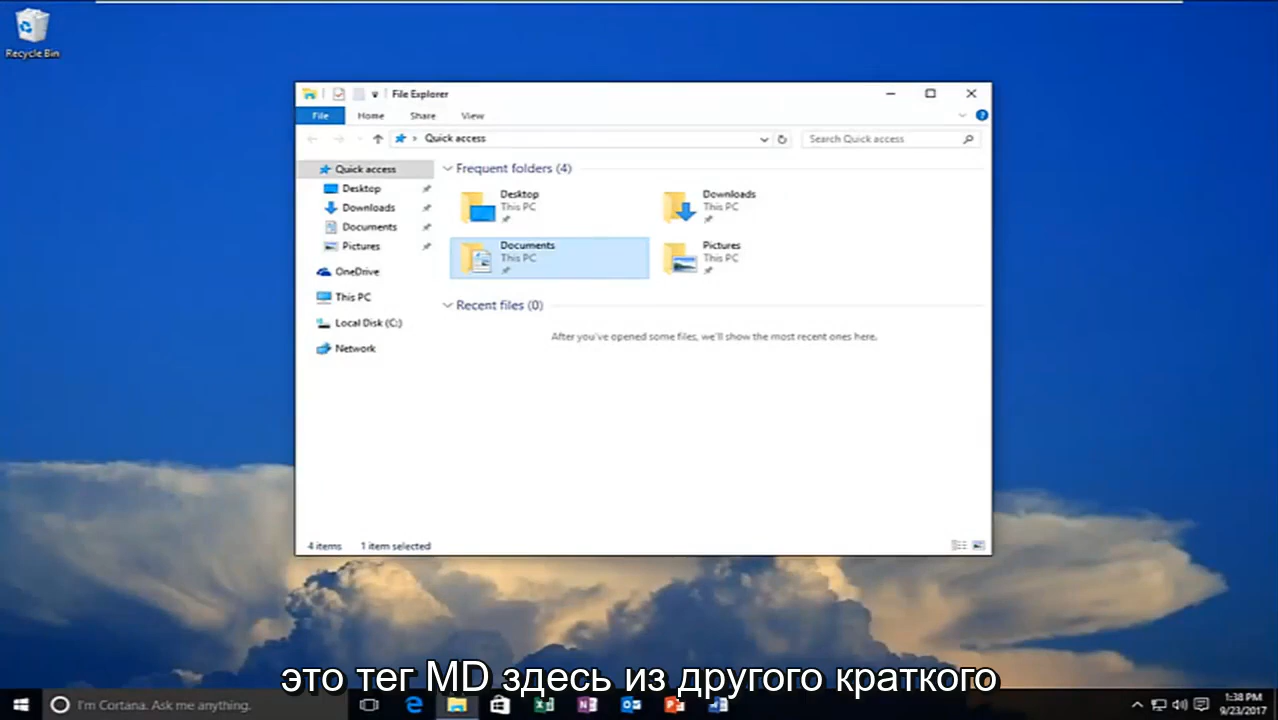 Recycle Bin
File Explorer
File Home Share View
Quick access
Search Quick access
Quick access
Desktop
Downloads
Documents
Pictures
OneDrive
This PC
Local Disk (C:)
Network
Frequent folders (4)
Desktop
This PC
Downloads
This PC
Documents
This PC
Pictures
This PC
Recent files (0)
After you've opened some files, we'll show the most recent ones here.
4 items 1 item selected
это тег MD здесь из другого краткого
I'm Cortana. Ask me anything.
1:38 PM
9/23/2017